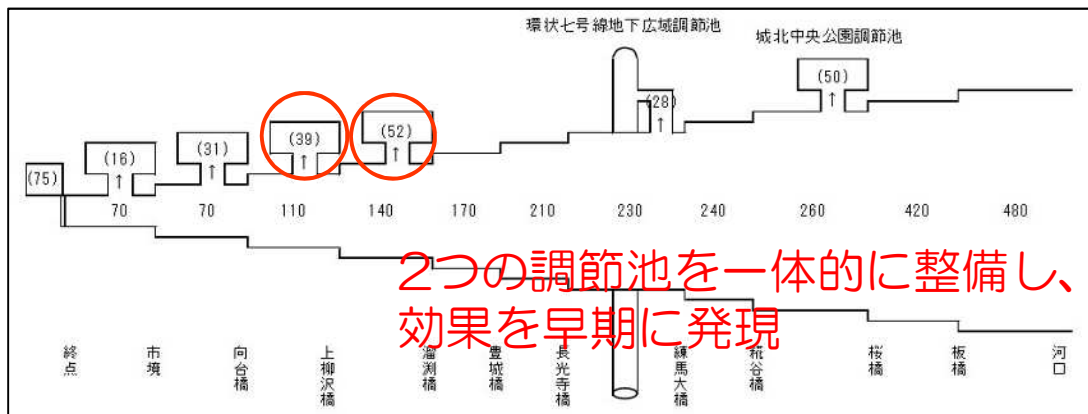 環状七号線地下広域調節池
城北中央公園調節池
(75)
(16)
↑
(31)
↑
(39)
↑
(52)
↑
(28)
↑
(50)
↑
70
70
110
140
170
210
230
240
260
420
480
2つの調節池を一体的に整備し、
効果を早期に発現
終点
市境
向台橋
上柳沢橋
溜渕橋
豊城橋
長光寺橋
練馬大橋
糀谷橋
桜橋
板橋
河口